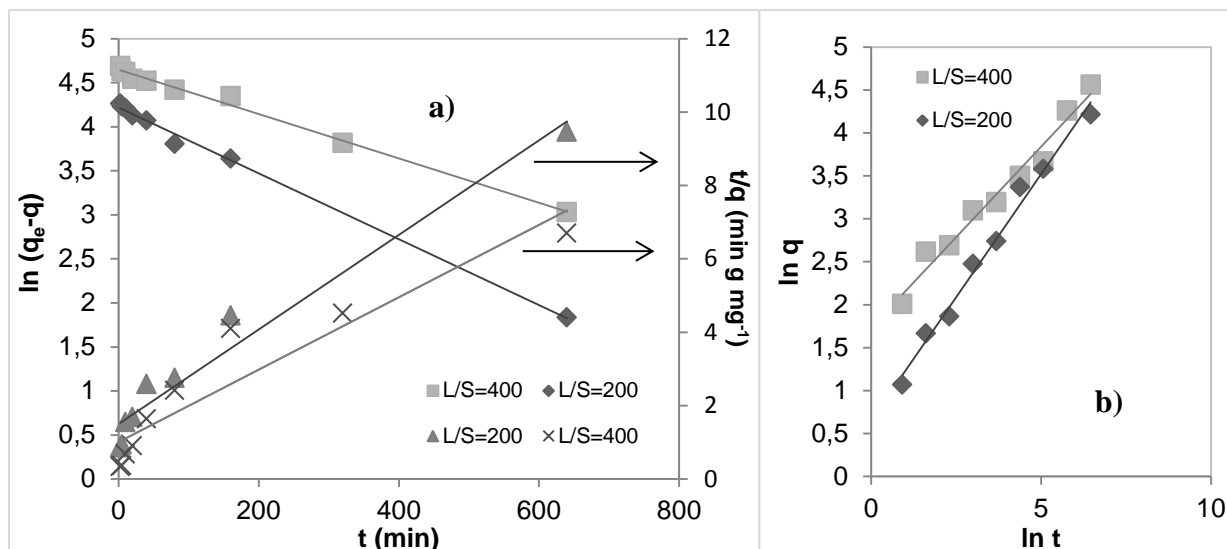 5
4,5
4
3,5
3
2,5
2
1,5
1
0,5
0
ln (qe-q)
0 200 400 600 800
t (min)
12
10
8
6
4
2
0
t/q (min g mg-1)
a)
L/S=400 L/S=200
L/S=200 L/S=400
5
4,5
4
3,5
3
2,5
2
1,5
1
0,5
0
ln q
0 5 10
ln t
L/S=400
L/S=200
b)